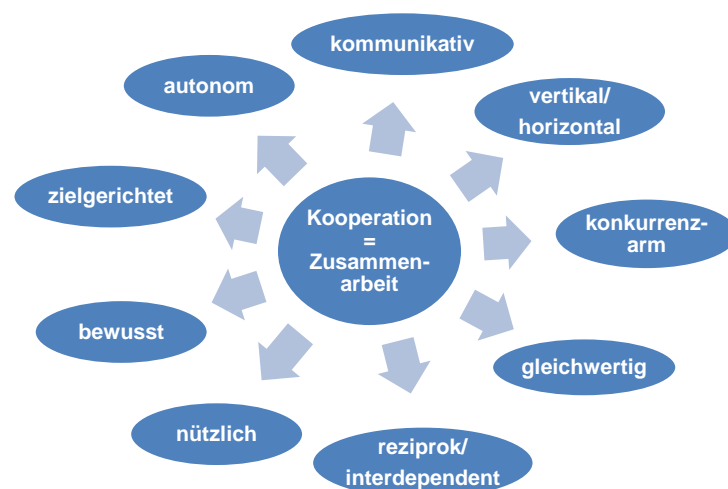 kommunikativ
autonom
vertikal/
horizontal
zielgerichtet
Kooperation
=
Zusammen-
arbeit
konkurrenz-
arm
bewusst
gleichwertig
nützlich
reziprok/
interdependent